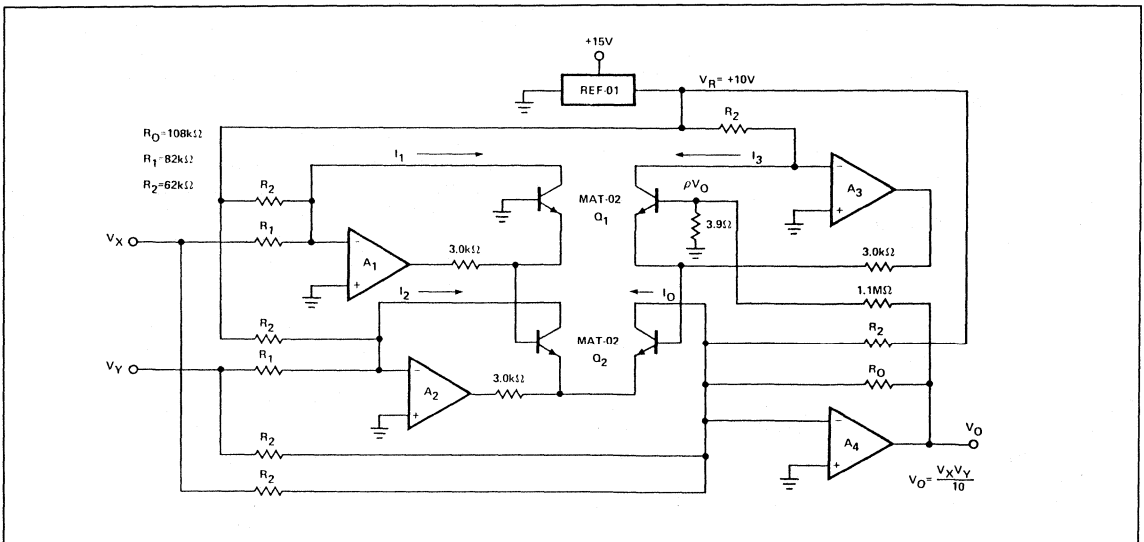 +15V
REF-01
V_R= +10V
R_O=108kΩ
R_1=82kΩ
R_2=62kΩ
R_2
I_1
I_3
R_2
MAT-02
Q_1
ρV_O
3.9Ω
-
A_3
+
V_X
R_1
-
A_1
+
3.0kΩ
3.0kΩ
I_2
I_O
1.1MΩ
R_2
R_2
V_Y
R_1
-
A_2
+
3.0kΩ
MAT-02
Q_2
R_O
R_2
R_2
-
A_4
+
V_O
V_O= V_XV_Y
10